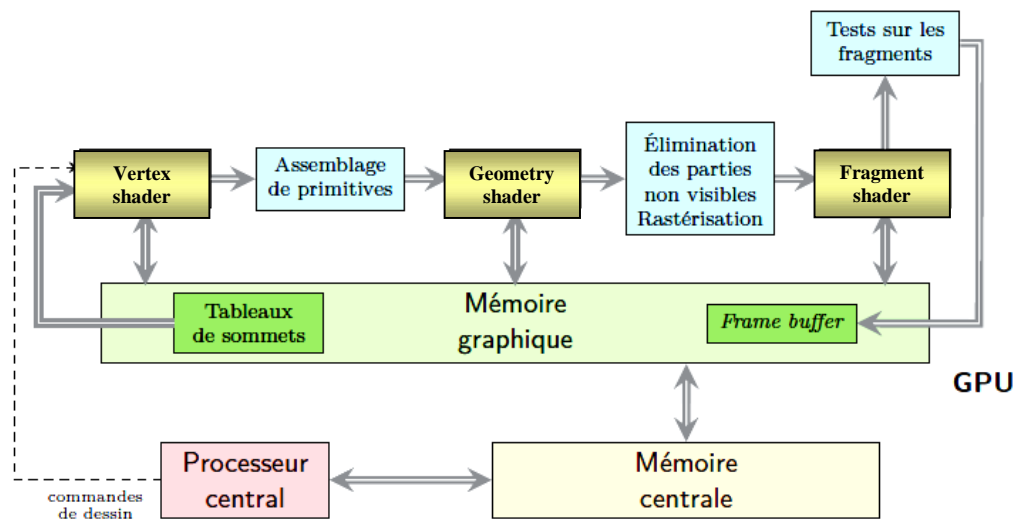 Tests sur les
fragments
Vertex
shader
Assemblage
de primitives
Geometry
shader
Élimination
des parties
non visibles
Rastérisation
Fragment
shader
Tableaux
de sommets
Mémoire
graphique
Frame buffer
GPU
Processeur
central
Mémoire
centrale
commandes
de dessin